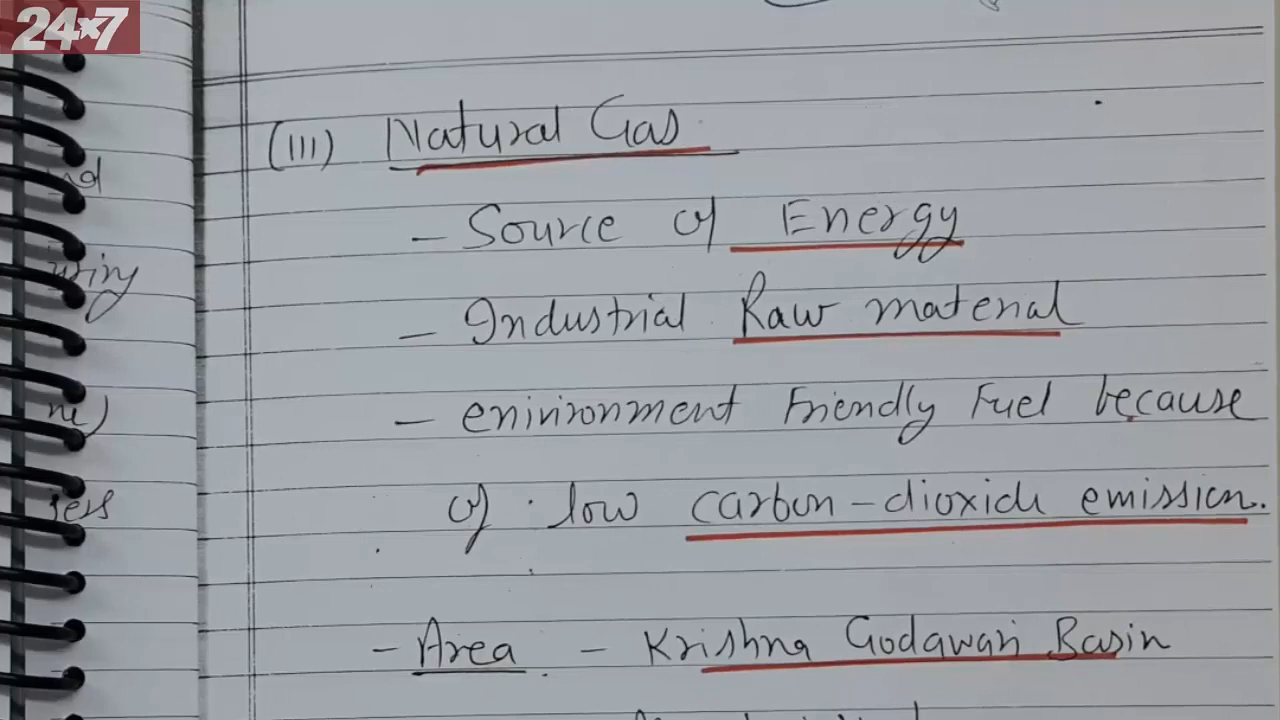 24x7
(III) Natural Gas
- Source of Energy
- Industrial Raw material
- enivironment Friendly Fuel because
of low carbon-dioxide emission.
- Area - Krishna Godawari Basin